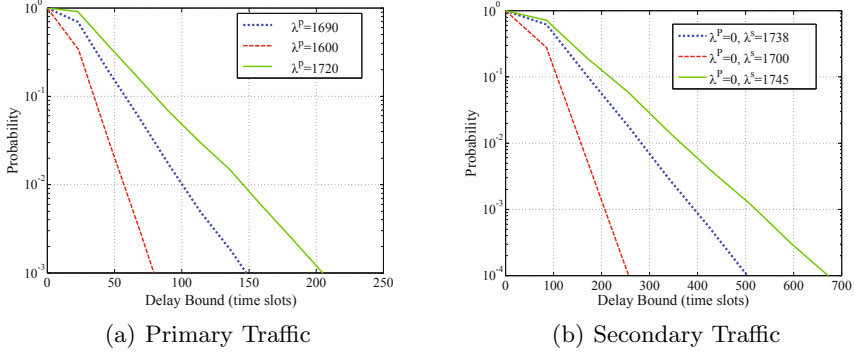 10^0
10^-1
10^-2
10^-3
Probability
0 50 100 150 200 250
Delay Bound (time slots)
λ^p=1690
λ^p=1600
λ^p=1720
(a) Primary Traffic
10^0
10^-1
10^-2
10^-3
10^-4
Probability
0 100 200 300 400 500 600 700
Delay Bound (time slots)
λ^P=0, λ^s=1738
λ^P=0, λ^s=1700
λ^P=0, λ^s=1745
(b) Secondary Traffic